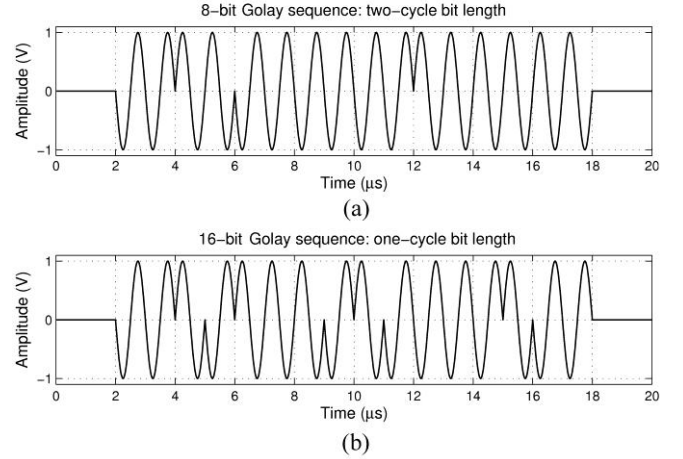 8-bit Golay sequence: two-cycle bit length
Amplitude (V)
1
0
-1
0 2 4 6 8 10 12 14 16 18 20
Time (μs)
(a)
16-bit Golay sequence: one-cycle bit length
Amplitude (V)
1
0
-1
0 2 4 6 8 10 12 14 16 18 20
Time (μs)
(b)